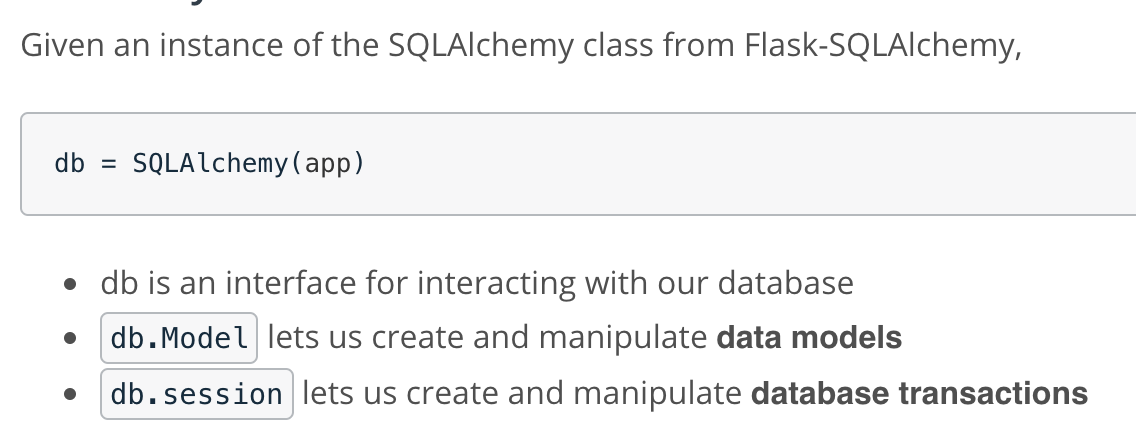 Given an instance of the SQLAlchemy class from Flask-SQLAlchemy,
db = SQLAlchemy(app)
• db is an interface for interacting with our database
• db.Model lets us create and manipulate data models
• db.session lets us create and manipulate database transactions